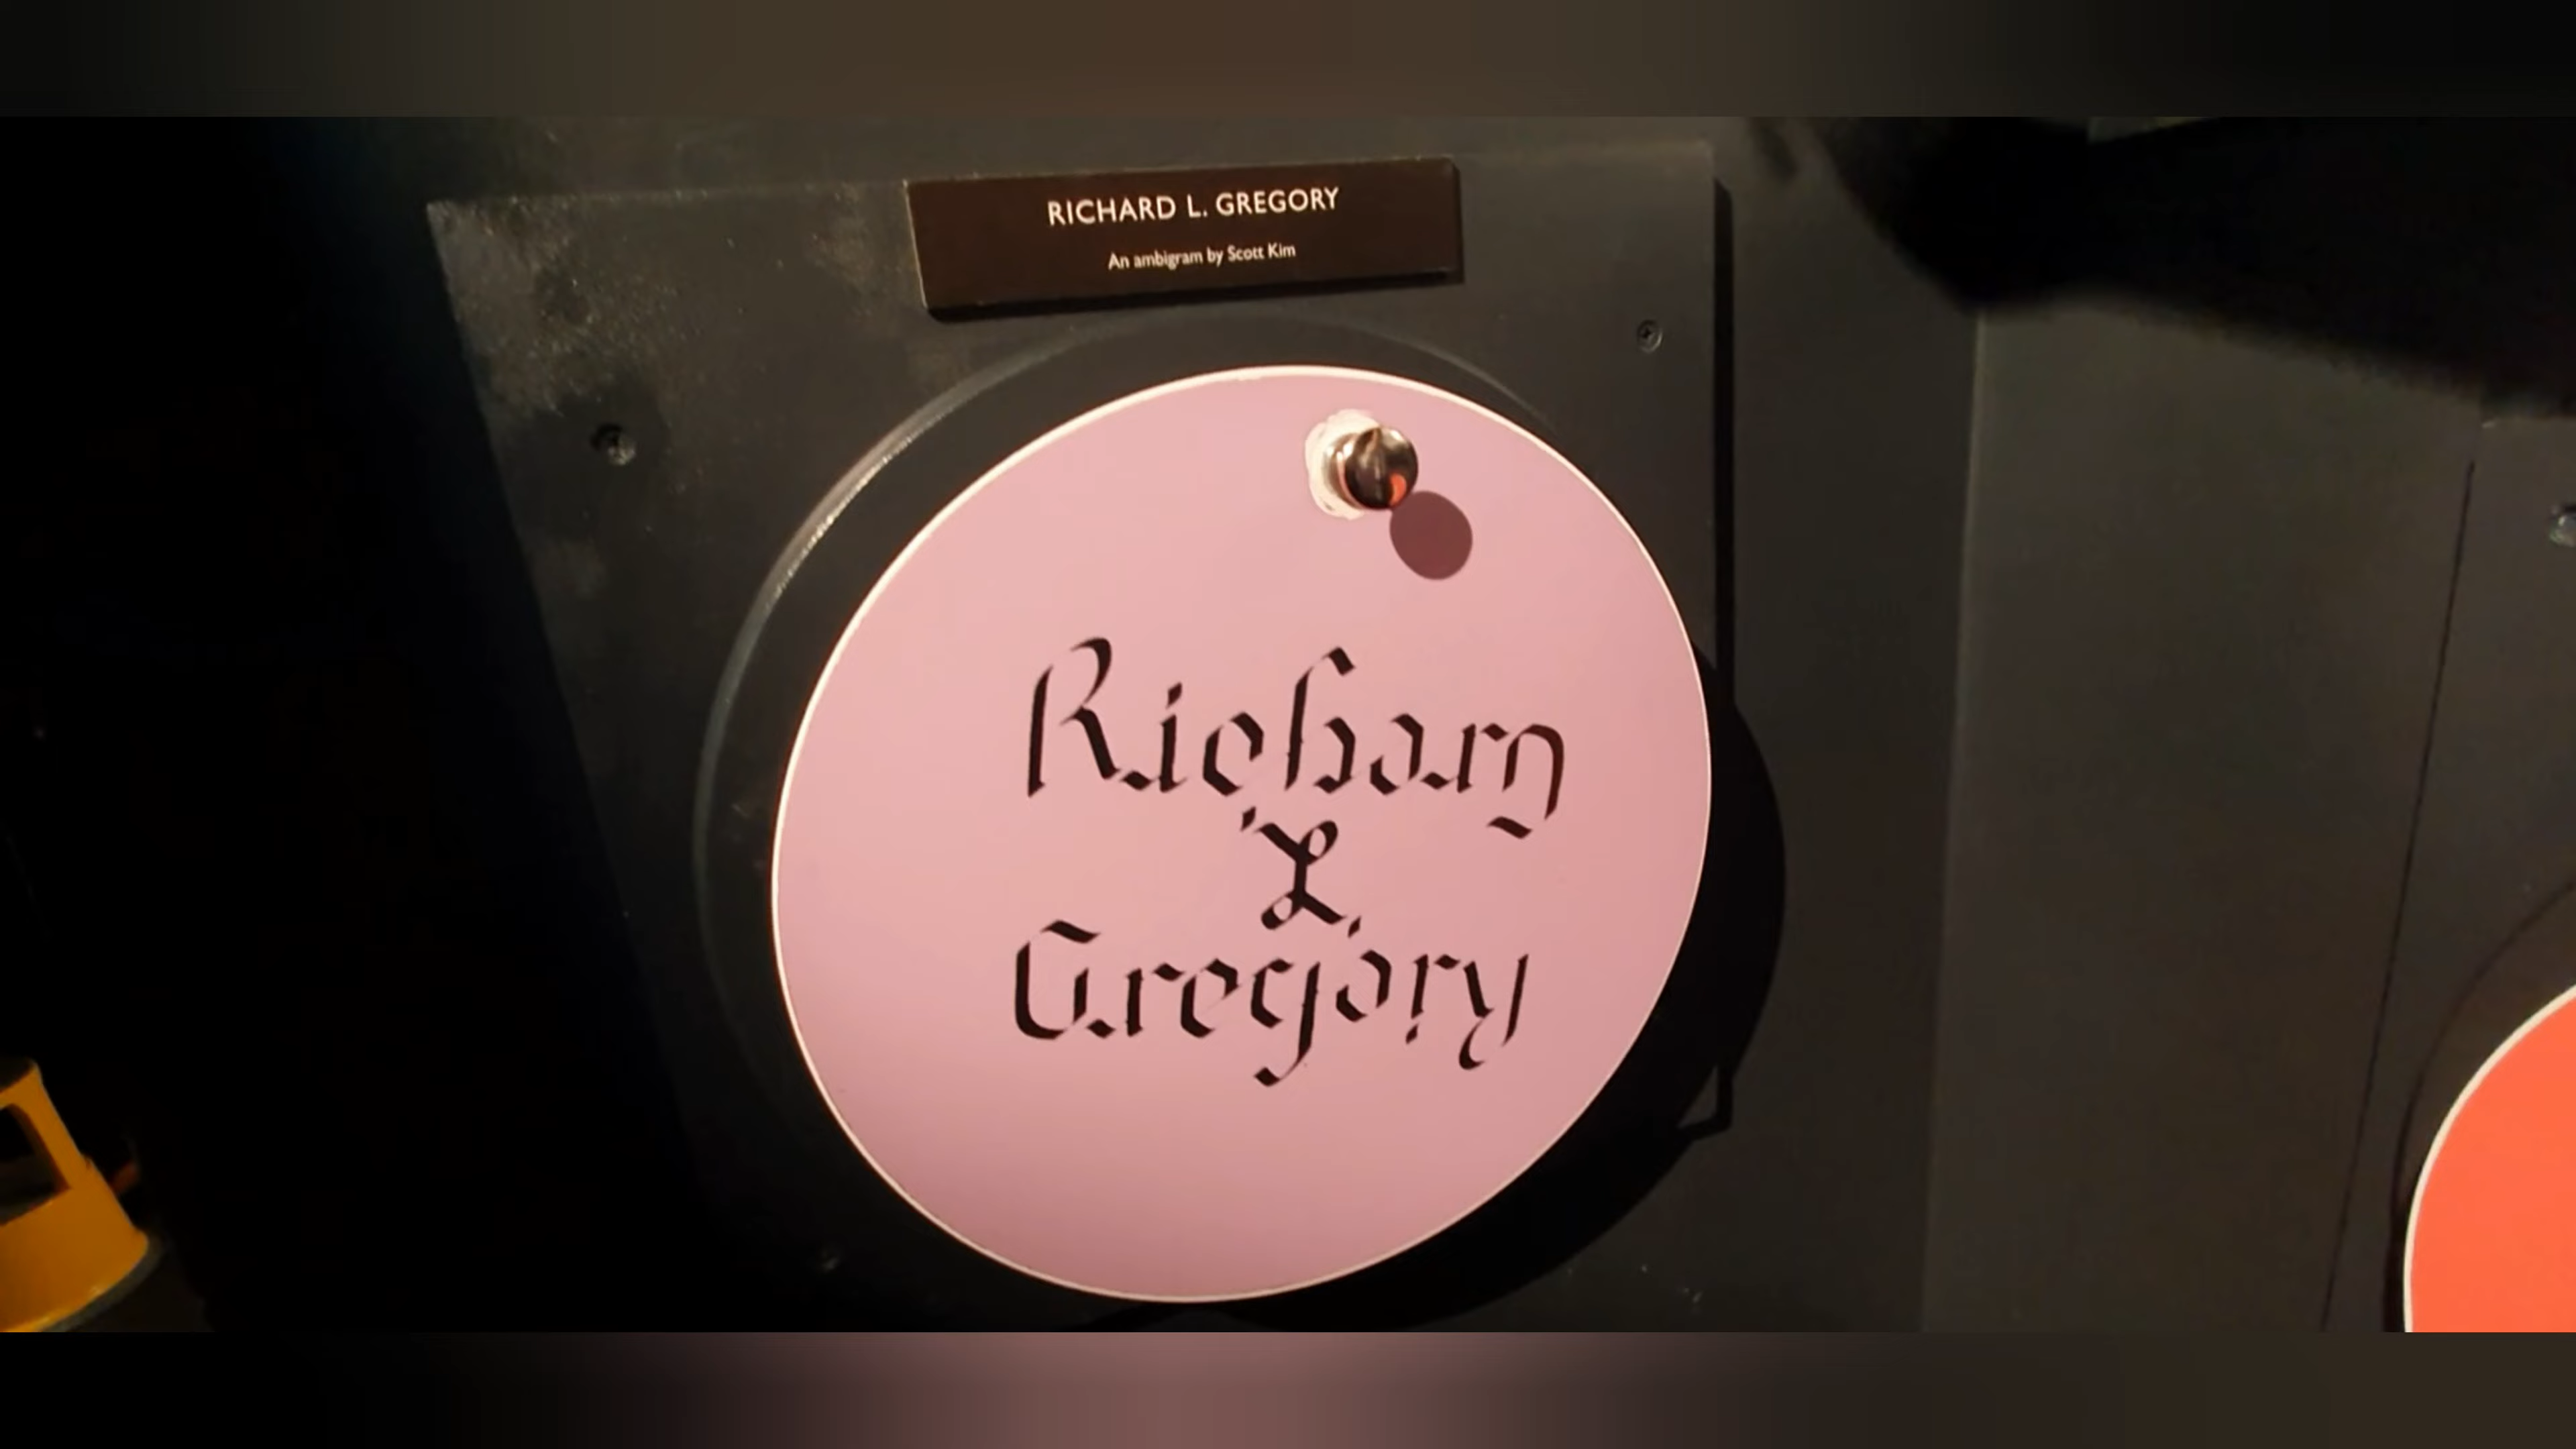 RICHARD L. GREGORY
An ambigram by Scott Kim
Richard
L.
Gregory